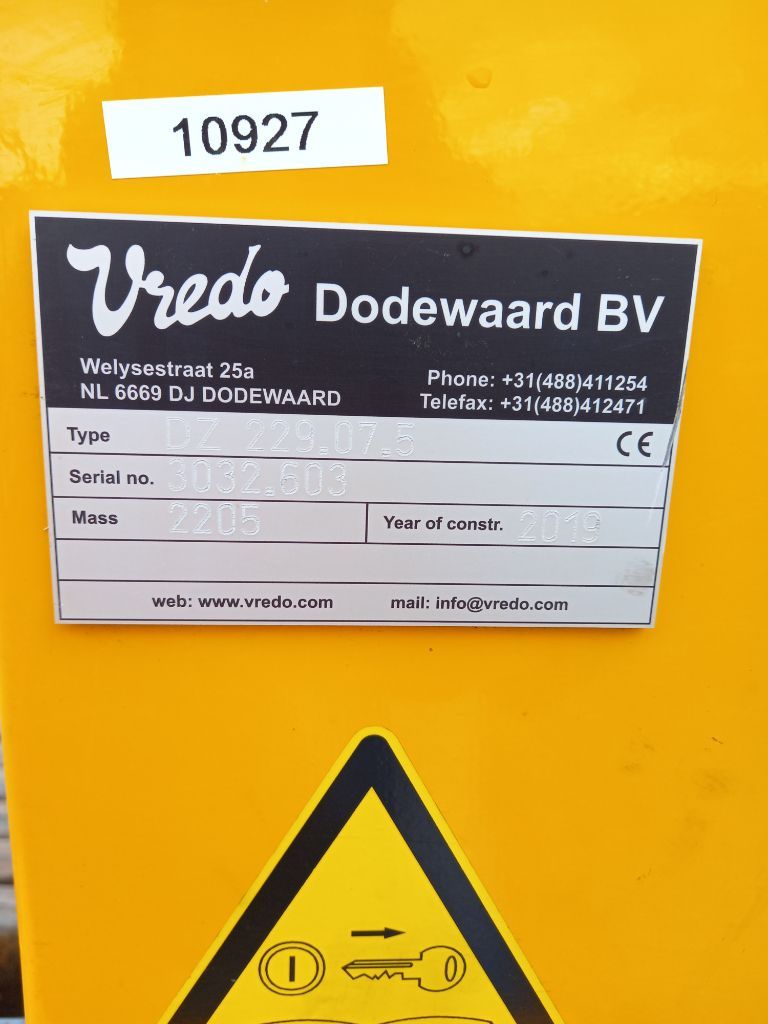 10927
Vredo Dodewaard BV
Welysestraat 25a
NL 6669 DJ DODEWAARD
Phone: +31(488)411254
Telefax: +31(488)412471
Type DZ 229.07.5 CE
Serial no. 3032.603
Mass 2205 Year of constr. 2019
web: www.vredo.com mail: info@vredo.com